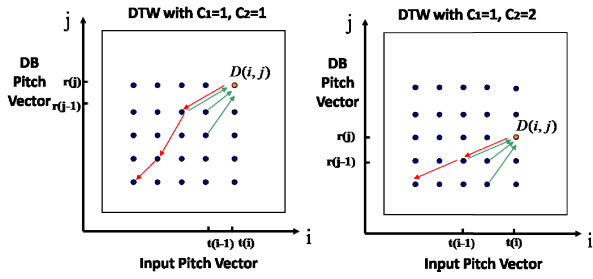 DTW with C1=1, C2=1
j
DB
Pitch
Vector
r(j)
r(j-1)
D(i, j)
t(i-1) t(i)
i
Input Pitch Vector
DTW with C1=1, C2=2
j
DB
Pitch
Vector
r(j)
r(j-1)
D(i, j)
t(i-1) t(i)
i
Input Pitch Vector